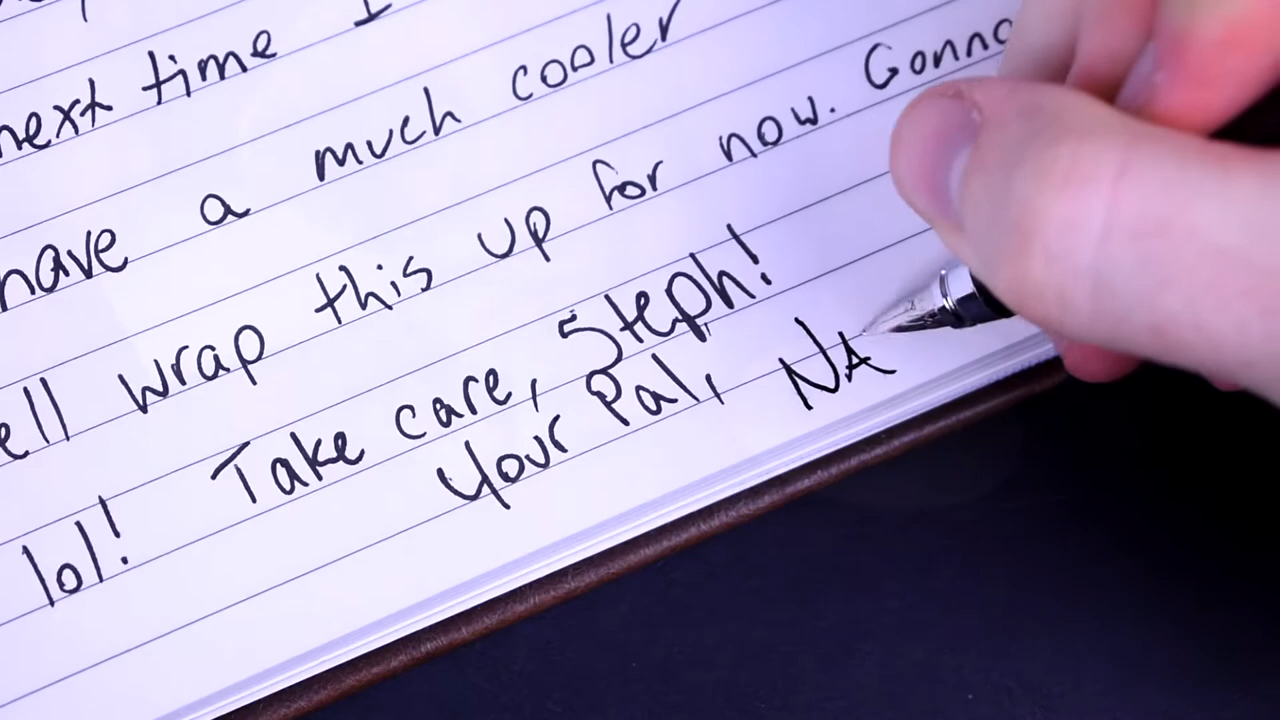 next time I
have a much cooler
ell wrap this up for now. Gonna
lol! Take care, Steph!
Your Pal, NA